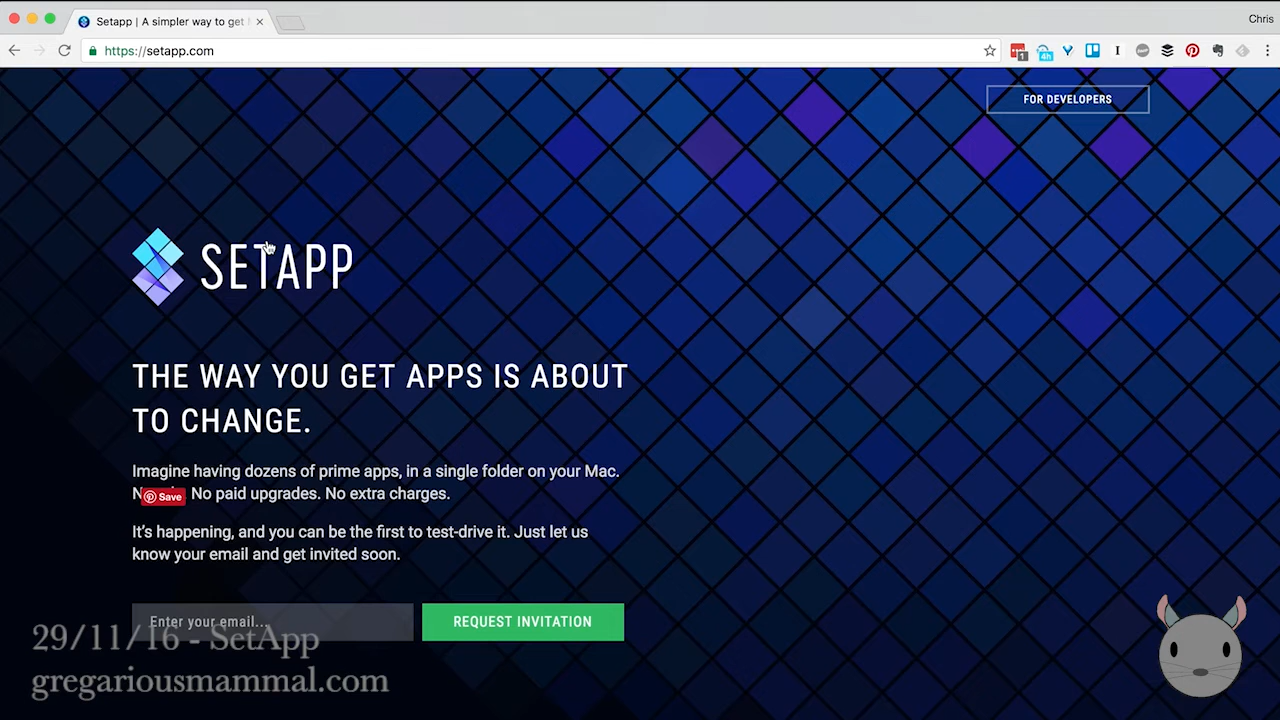 Setapp | A simpler way to get
Chris
https://setapp.com
1
4h
I
FOR DEVELOPERS
SETAPP
THE WAY YOU GET APPS IS ABOUT
TO CHANGE.
Imagine having dozens of prime apps, in a single folder on your Mac.
Save No paid upgrades. No extra charges.
It's happening, and you can be the first to test-drive it. Just let us
know your email and get invited soon.
Enter your email...
REQUEST INVITATION
29/11/16 - SetApp
gregariousmammal.com